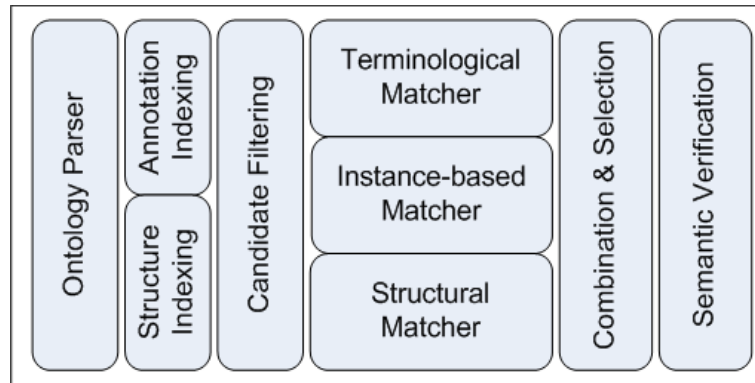 Ontology Parser
Annotation
Indexing
Structure
Indexing
Candidate Filtering
Terminological
Matcher
Instance-based
Matcher
Structural
Matcher
Combination & Selection
Semantic Verification